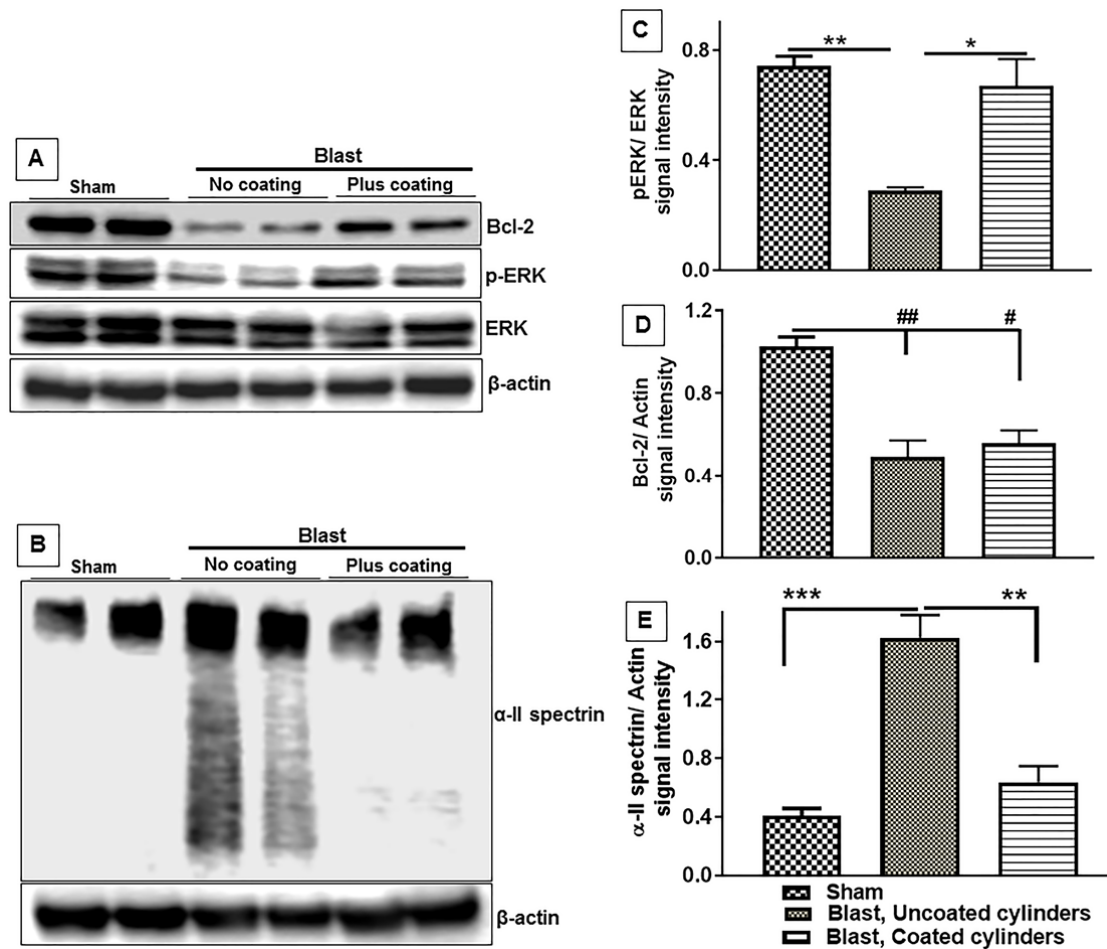 A
Blast
Sham
No coating
Plus coating
Bcl-2
p-ERK
ERK
β-actin
B
Blast
Sham
No coating
Plus coating
α-II spectrin
β-actin
C
pERK/ ERK
signal intensity
0.8
0.4
0.0
**
*
D
Bcl-2/ Actin
signal intensity
1.2
0.8
0.4
0.0
##
#
E
α-II spectrin/ Actin
signal intensity
1.6
1.2
0.8
0.4
0.0
***
**
Sham
Blast, Uncoated cylinders
Blast, Coated cylinders